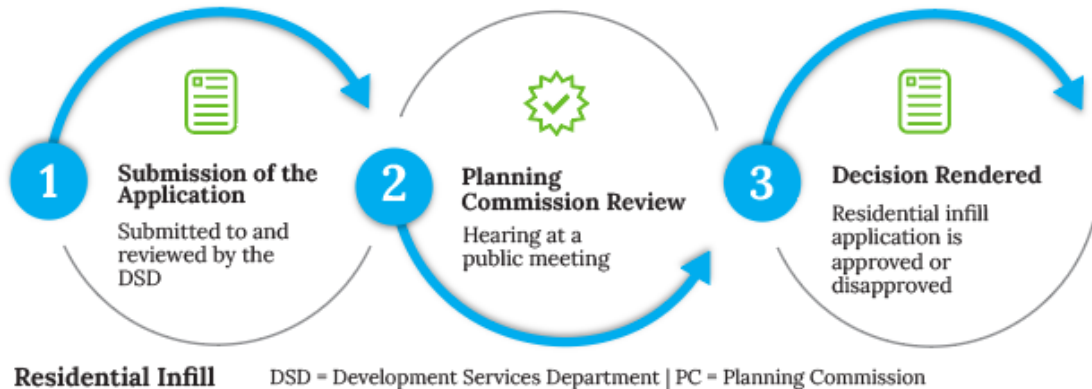 1
Submission of the
Application
Submitted to and
reviewed by the
DSD
2
Planning
Commission Review
Hearing at a
public meeting
3
Decision Rendered
Residential infill
application is
approved or
disapproved
Residential Infill
DSD = Development Services Department | PC = Planning Commission